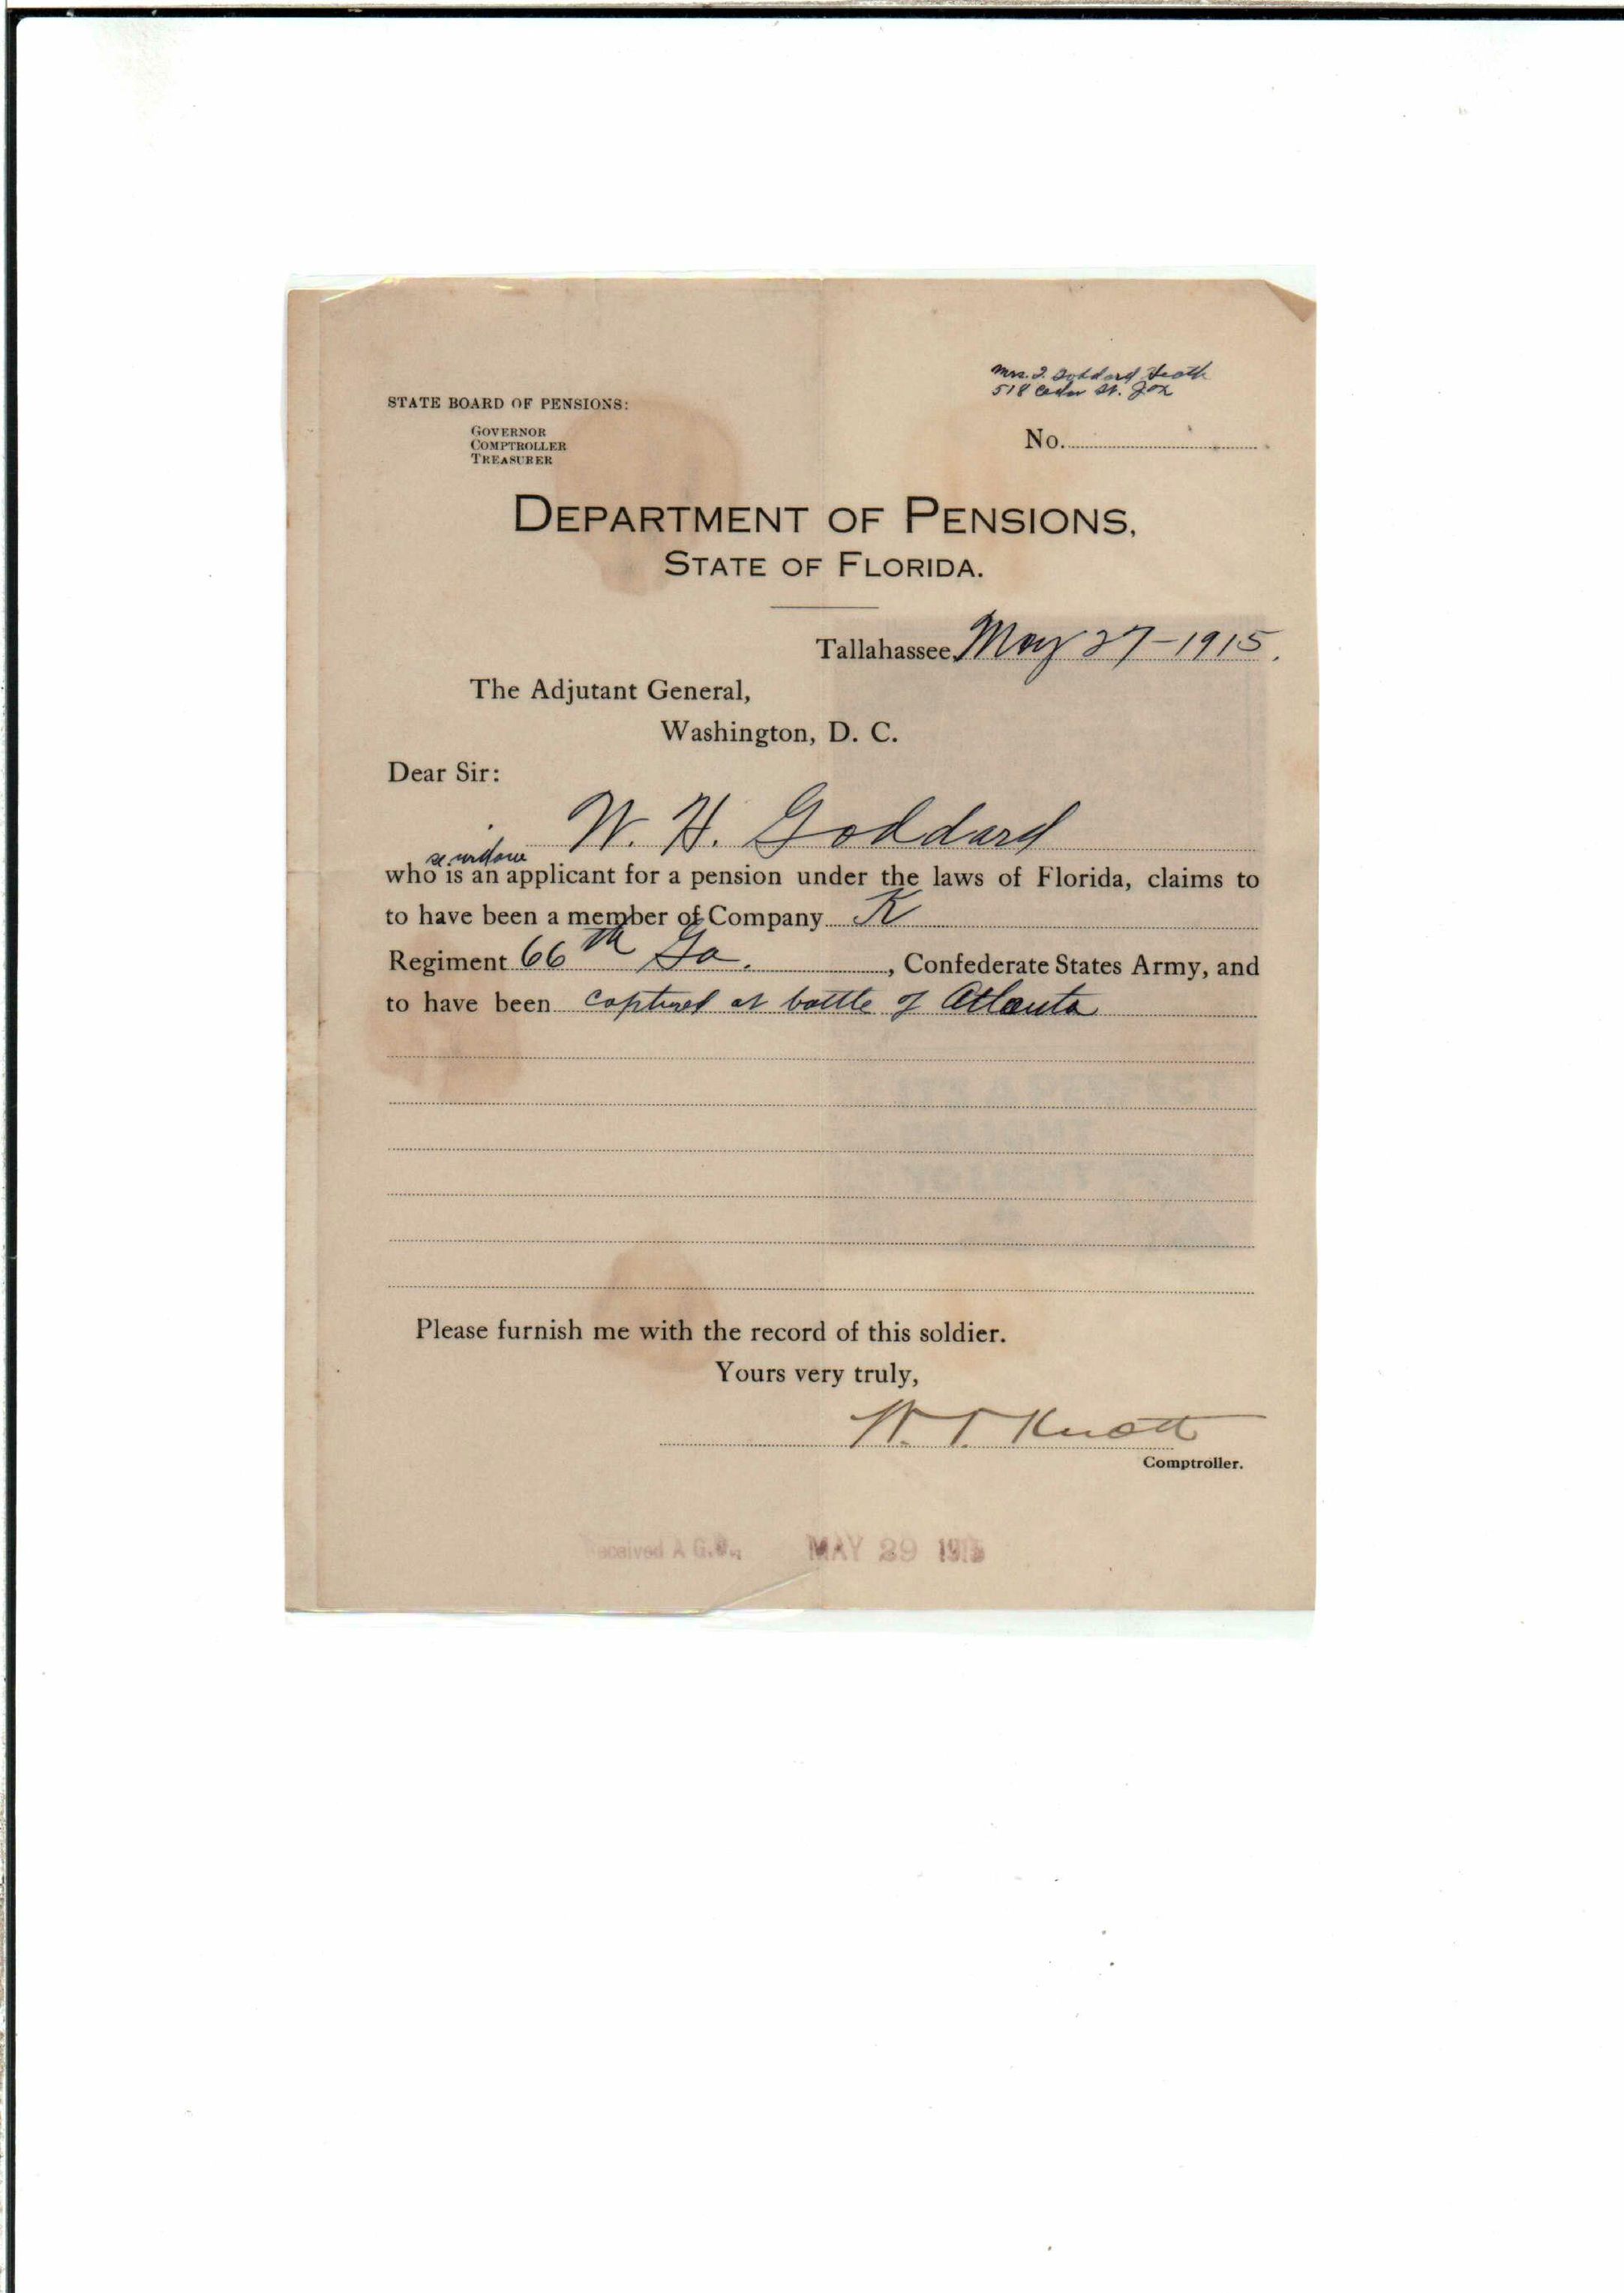 Mrs. I. Goddard Heath
518 Cedar St. Jax
STATE BOARD OF PENSIONS:
GOVERNOR
COMPTROLLER
TREASURER
No.
DEPARTMENT OF PENSIONS,
STATE OF FLORIDA.
Tallahassee, May 27-1915.
The Adjutant General,
Washington, D. C.
Dear Sir:
W. H. Goddard
se widow
who is an applicant for a pension under the laws of Florida, claims to
to have been a member of Company K
Regiment 66th Ga. , Confederate States Army, and
to have been captured at battle of Atlanta
Please furnish me with the record of this soldier.
Yours very truly,
W. V. Knott
Comptroller.
Received A.G.O. MAY 29 1915